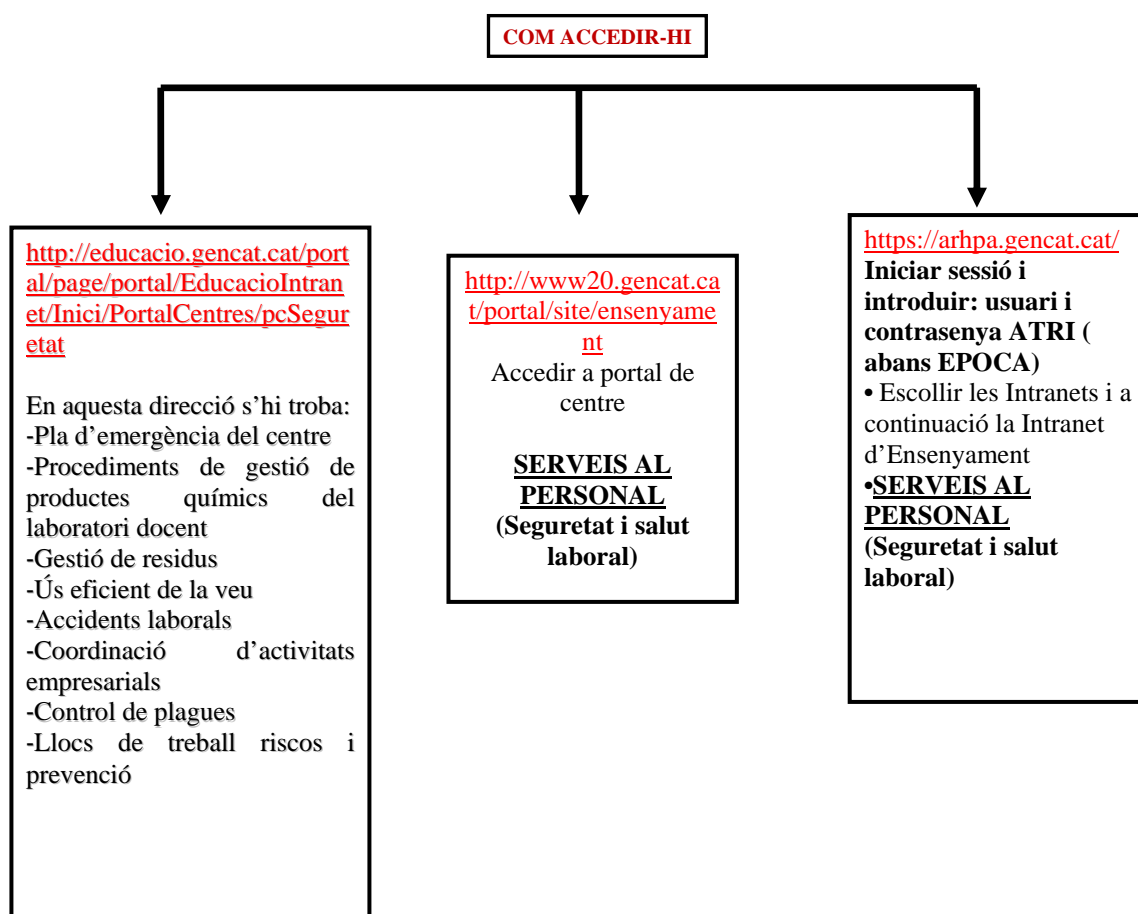 COM ACCEDIR-HI
http://educacio.gencat.cat/port
al/page/portal/EducacioIntran
et/Inici/PortalCentres/pcSegur
etat
En aquesta direcció s’hi troba:
-Pla d’emergència del centre
-Procediments de gestió de
productes químics del
laboratori docent
-Gestió de residus
-Ús eficient de la veu
-Accidents laborals
-Coordinació d’activitats
empresarials
-Control de plagues
-Llocs de treball riscos i
prevenció
http://www20.gencat.ca
t/portal/site/ensenyame
nt
Accedir a portal de
centre
SERVEIS AL
PERSONAL
(Seguretat i salut
laboral)
https://arhpa.gencat.cat/
Iniciar sessió i
introduir: usuari i
contrasenya ATRI (
abans EPOCA)
• Escollir les Intranets i a
continuació la Intranet
d’Ensenyament
•SERVEIS AL
PERSONAL
(Seguretat i salut
laboral)